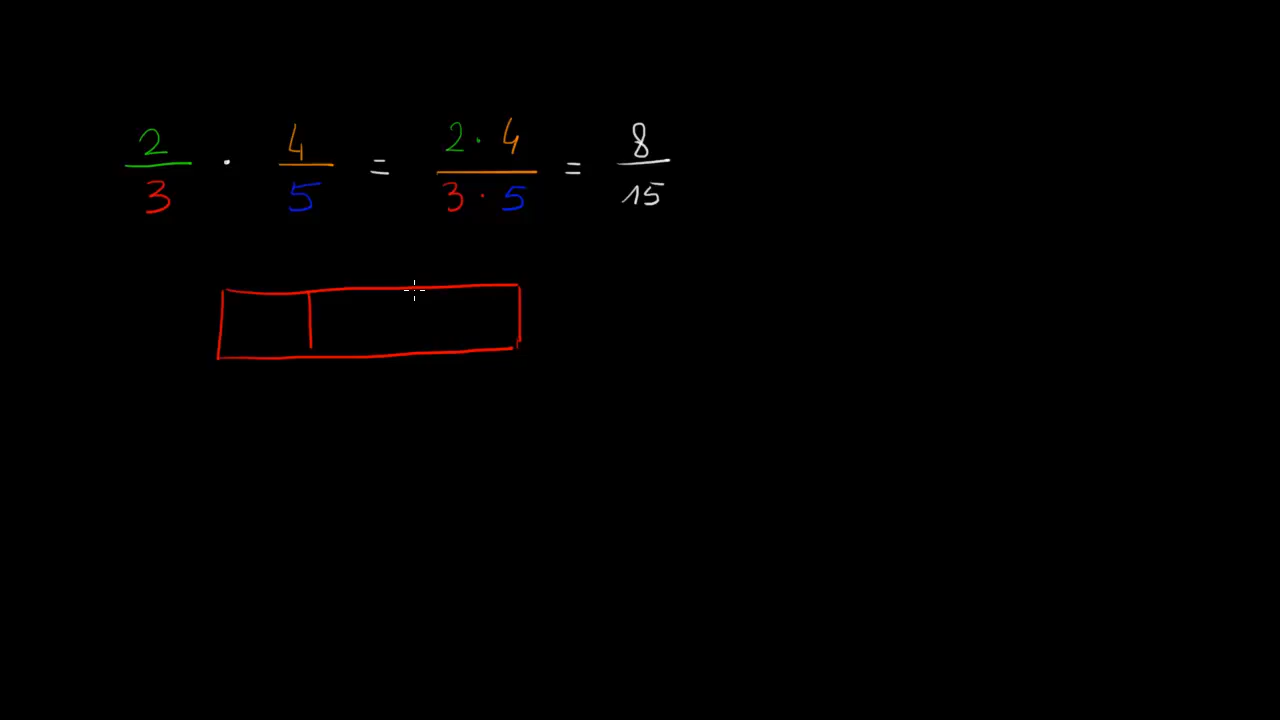 2/3 · 4/5 = 2 · 4/3 · 5 = 8/15